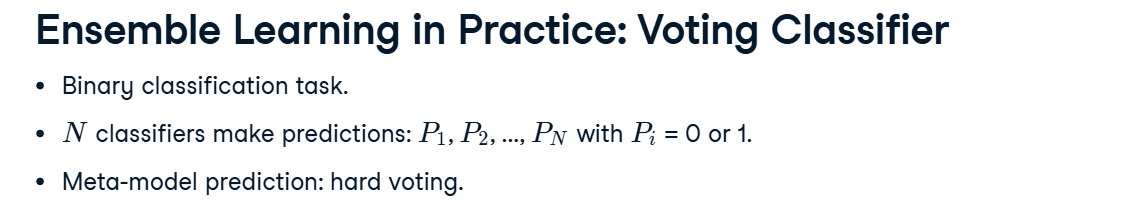 Ensemble Learning in Practice: Voting Classifier
• Binary classification task.
• N classifiers make predictions: P₁, P₂, ..., P_N with Pᵢ = 0 or 1.
• Meta-model prediction: hard voting.